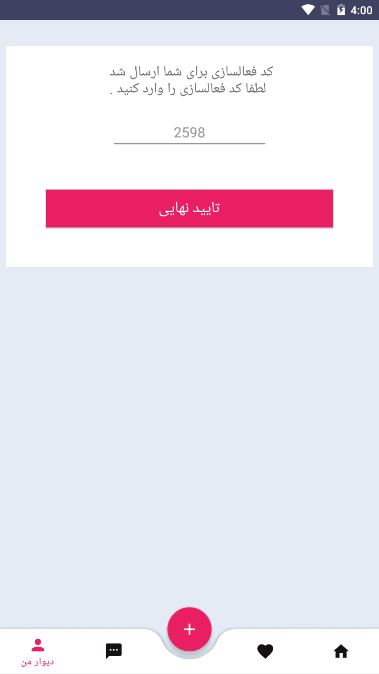 4:00
کد فعالسازی برای شما ارسال شد
لطفا کد فعالسازی را وارد کنید .
2598
تایید نهایی
+
دیوار من